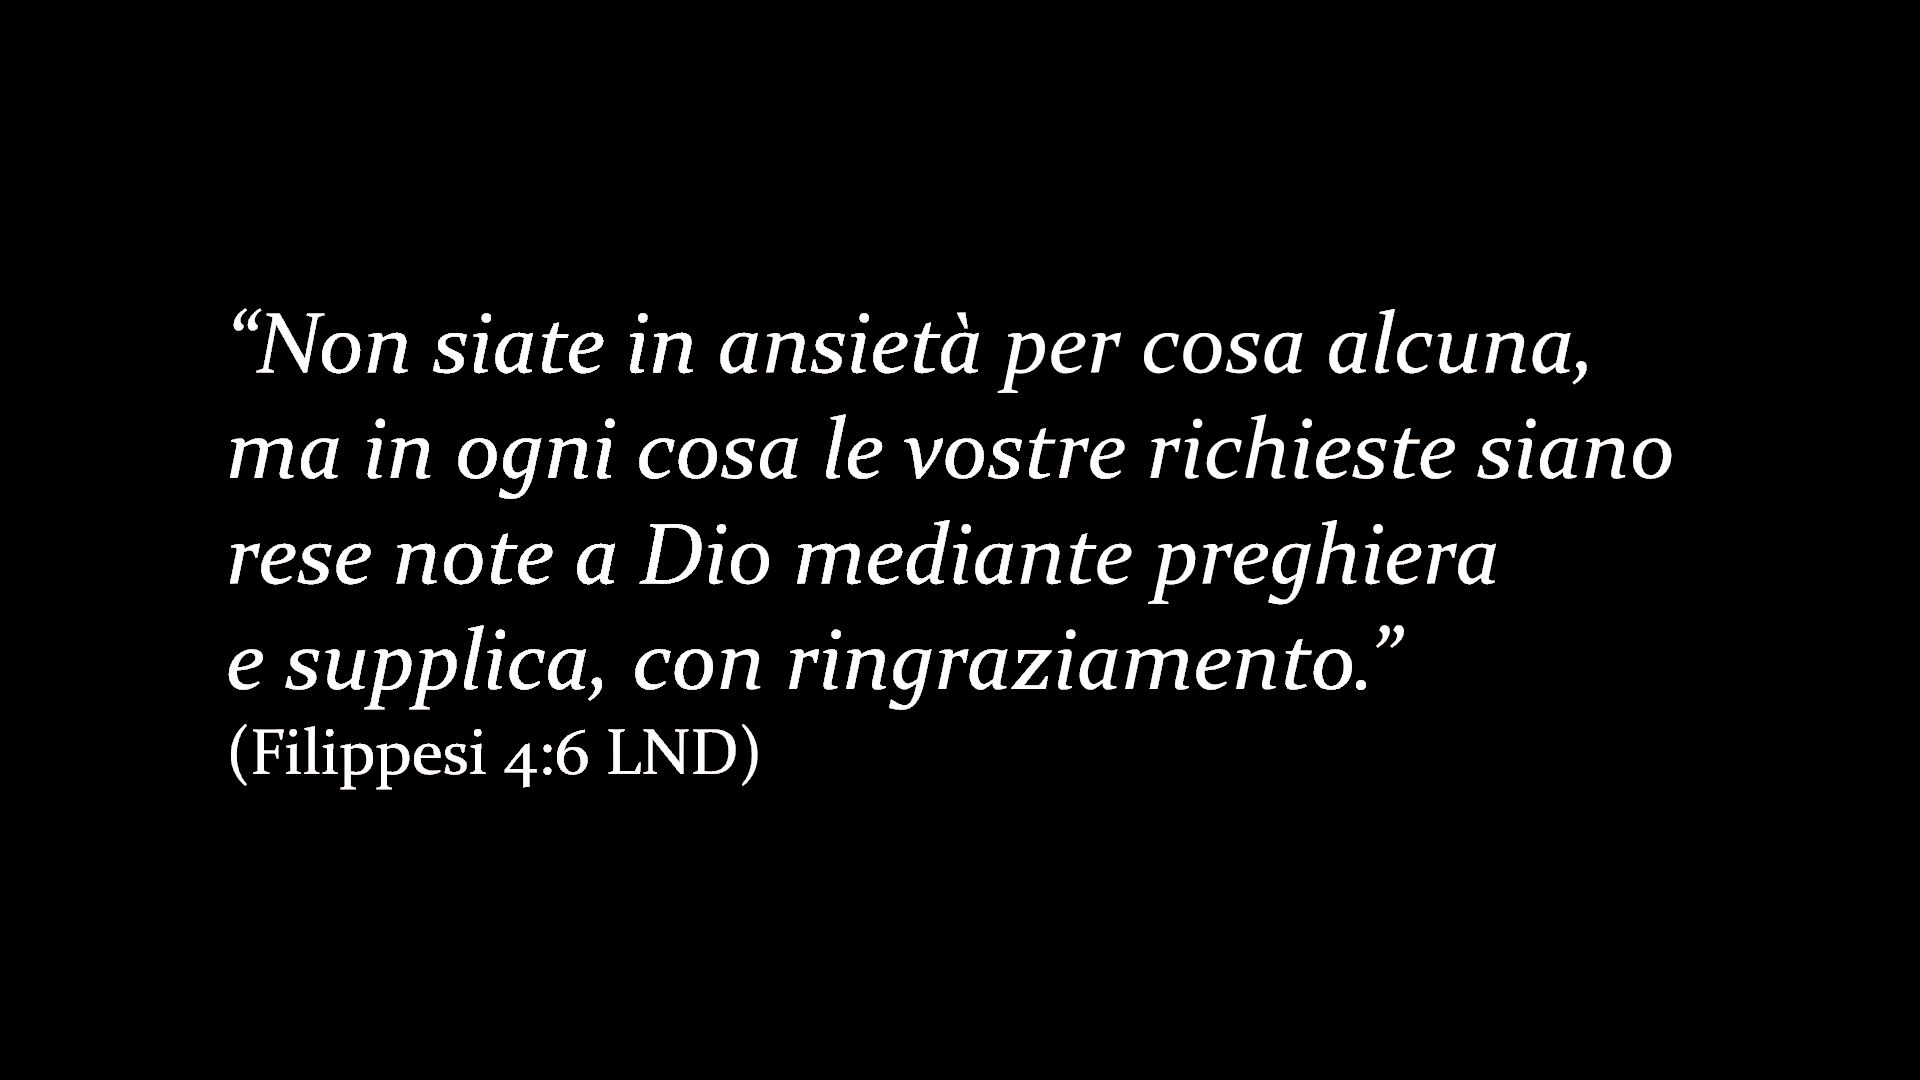 “Non siate in ansietà per cosa alcuna,
ma in ogni cosa le vostre richieste siano
rese note a Dio mediante preghiera
e supplica, con ringraziamento.”
(Filippesi 4:6 LND)